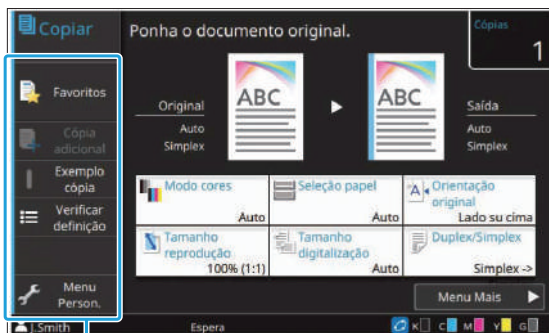 Copiar
Ponha o documento original.
Cópias
1
Favoritos
Cópia
adicional
Exemplo
cópia
Verificar
definição
Menu
Person.
Original
Auto
Simplex
ABC
ABC
Saída
Auto
Simplex
Modo cores
Auto
Seleção papel
Auto
Orientação
original
Lado su cima
Tamanho
reprodução
100% (1:1)
Tamanho
digitalização
Auto
Duplex/Simplex
Simplex ->
Menu Mais
J.Smith
Espera
K C M Y G